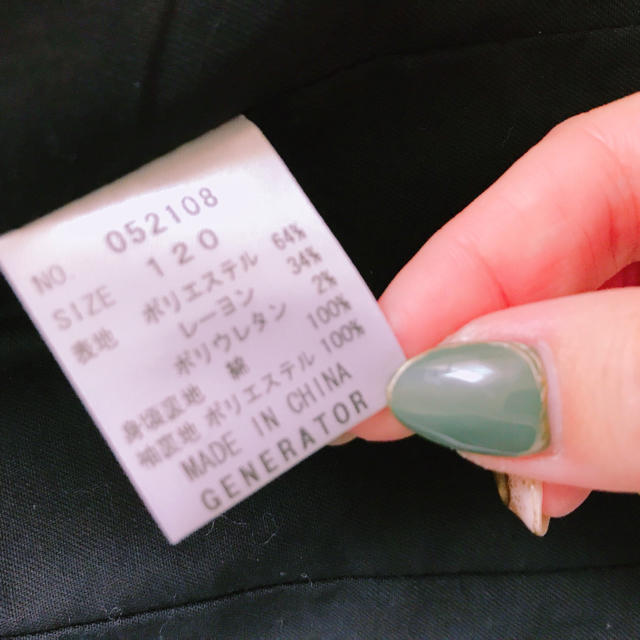 NO. 052108
SIZE 120
表地 ポリエステル 64%
レーヨン 34%
ポリウレタン 2%
身頃裏地 綿 100%
袖裏地 ポリエステル 100%
MADE IN CHINA
GENERATOR